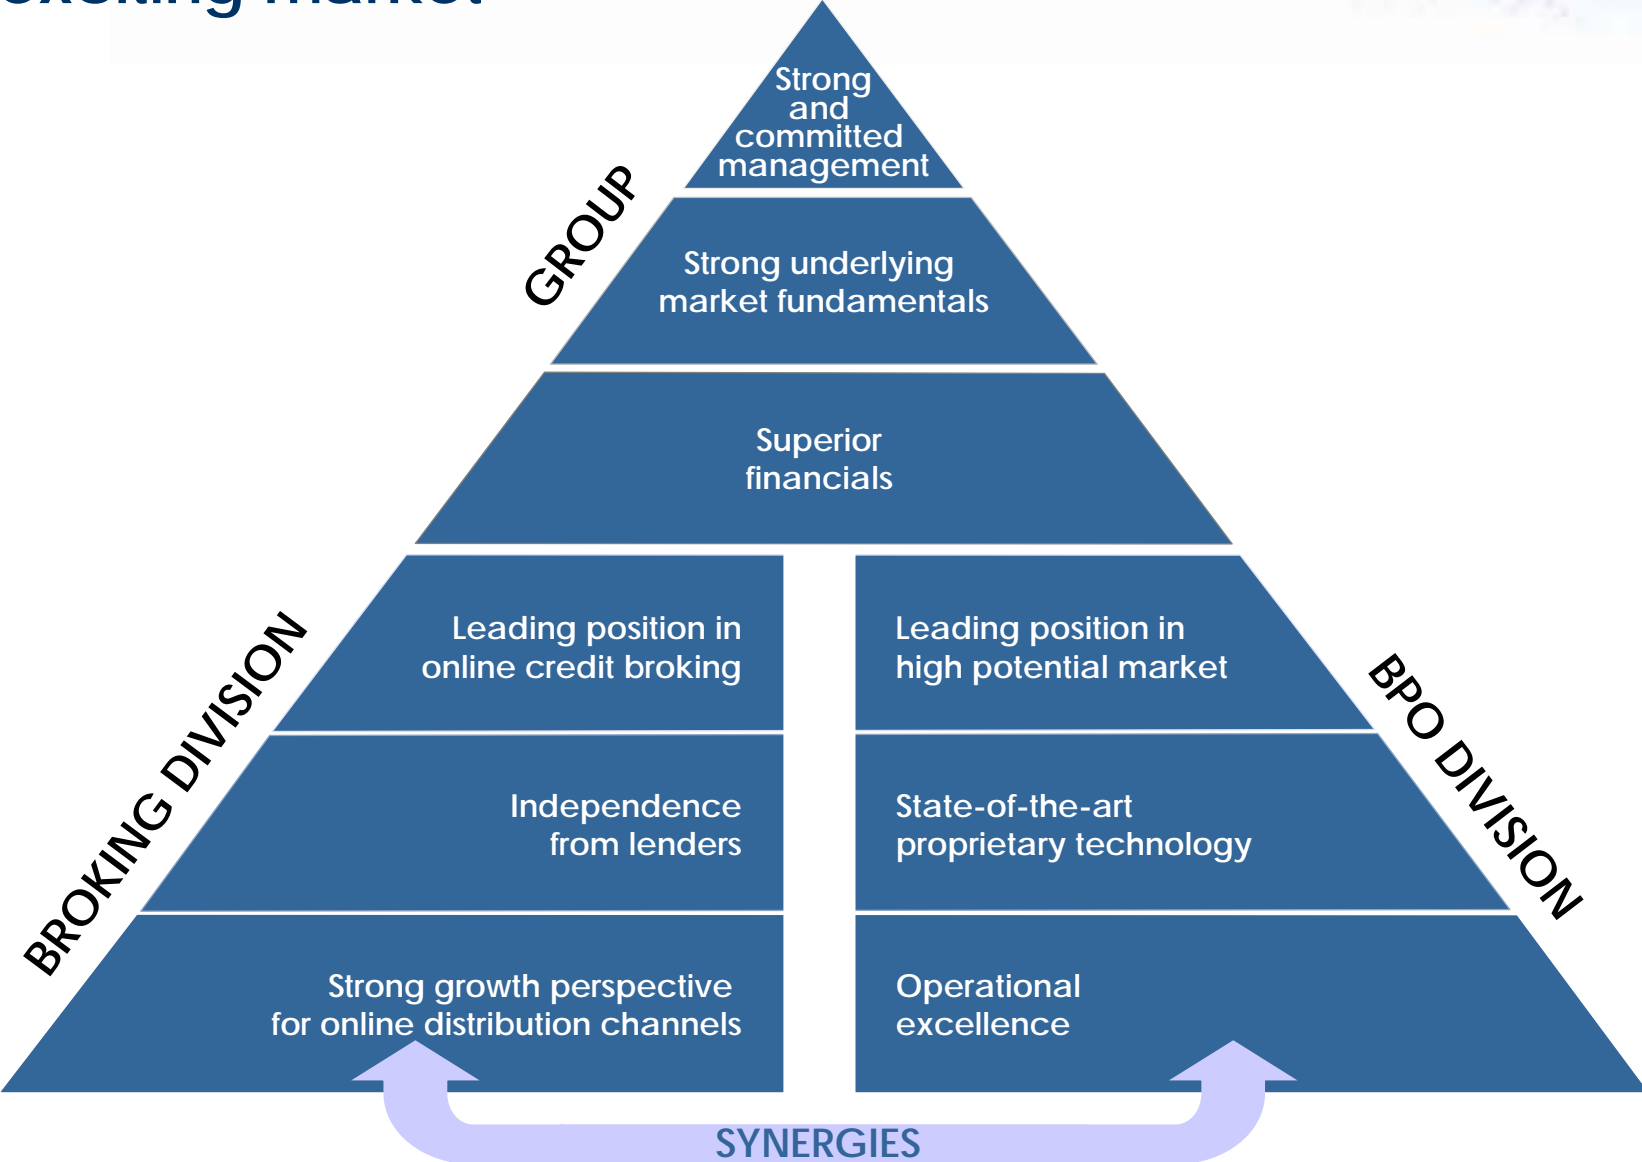 exciting market
Strong
and
committed
management
GROUP
Strong underlying
market fundamentals
Superior
financials
BROKING DIVISION
Leading position in
online credit broking
Leading position in
high potential market
BPO DIVISION
Independence
from lenders
State-of-the-art
proprietary technology
Strong growth perspective
for online distribution channels
Operational
excellence
SYNERGIES